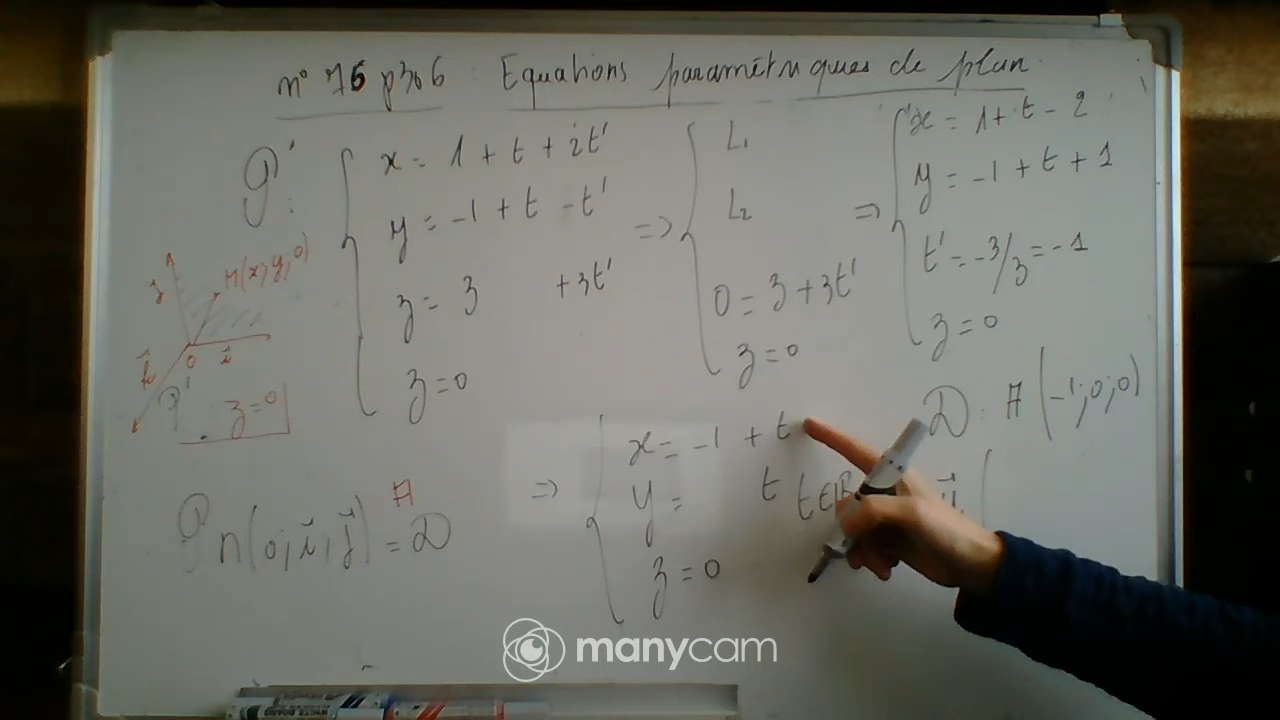 n° 76 p306 : Equations paramétriques de plan.
P' :
x = 1 + t + 2t'
y = -1 + t - t'
z = 3 + 3t'
z = 0
=>
L1
L2
0 = 3 + 3t'
z = 0
=>
x = 1 + t - 2
y = -1 + t + 1
t' = -3/3 = -1
z = 0
z
M(x, y, 0)
O
i
k
P'
z = 0
P ∩ (O; i⃗, j⃗) = D
A
=>
x = -1 + t
y = t t ∈ R
z = 0
D : A (-1; 0; 0)
u⃗ (
manycam